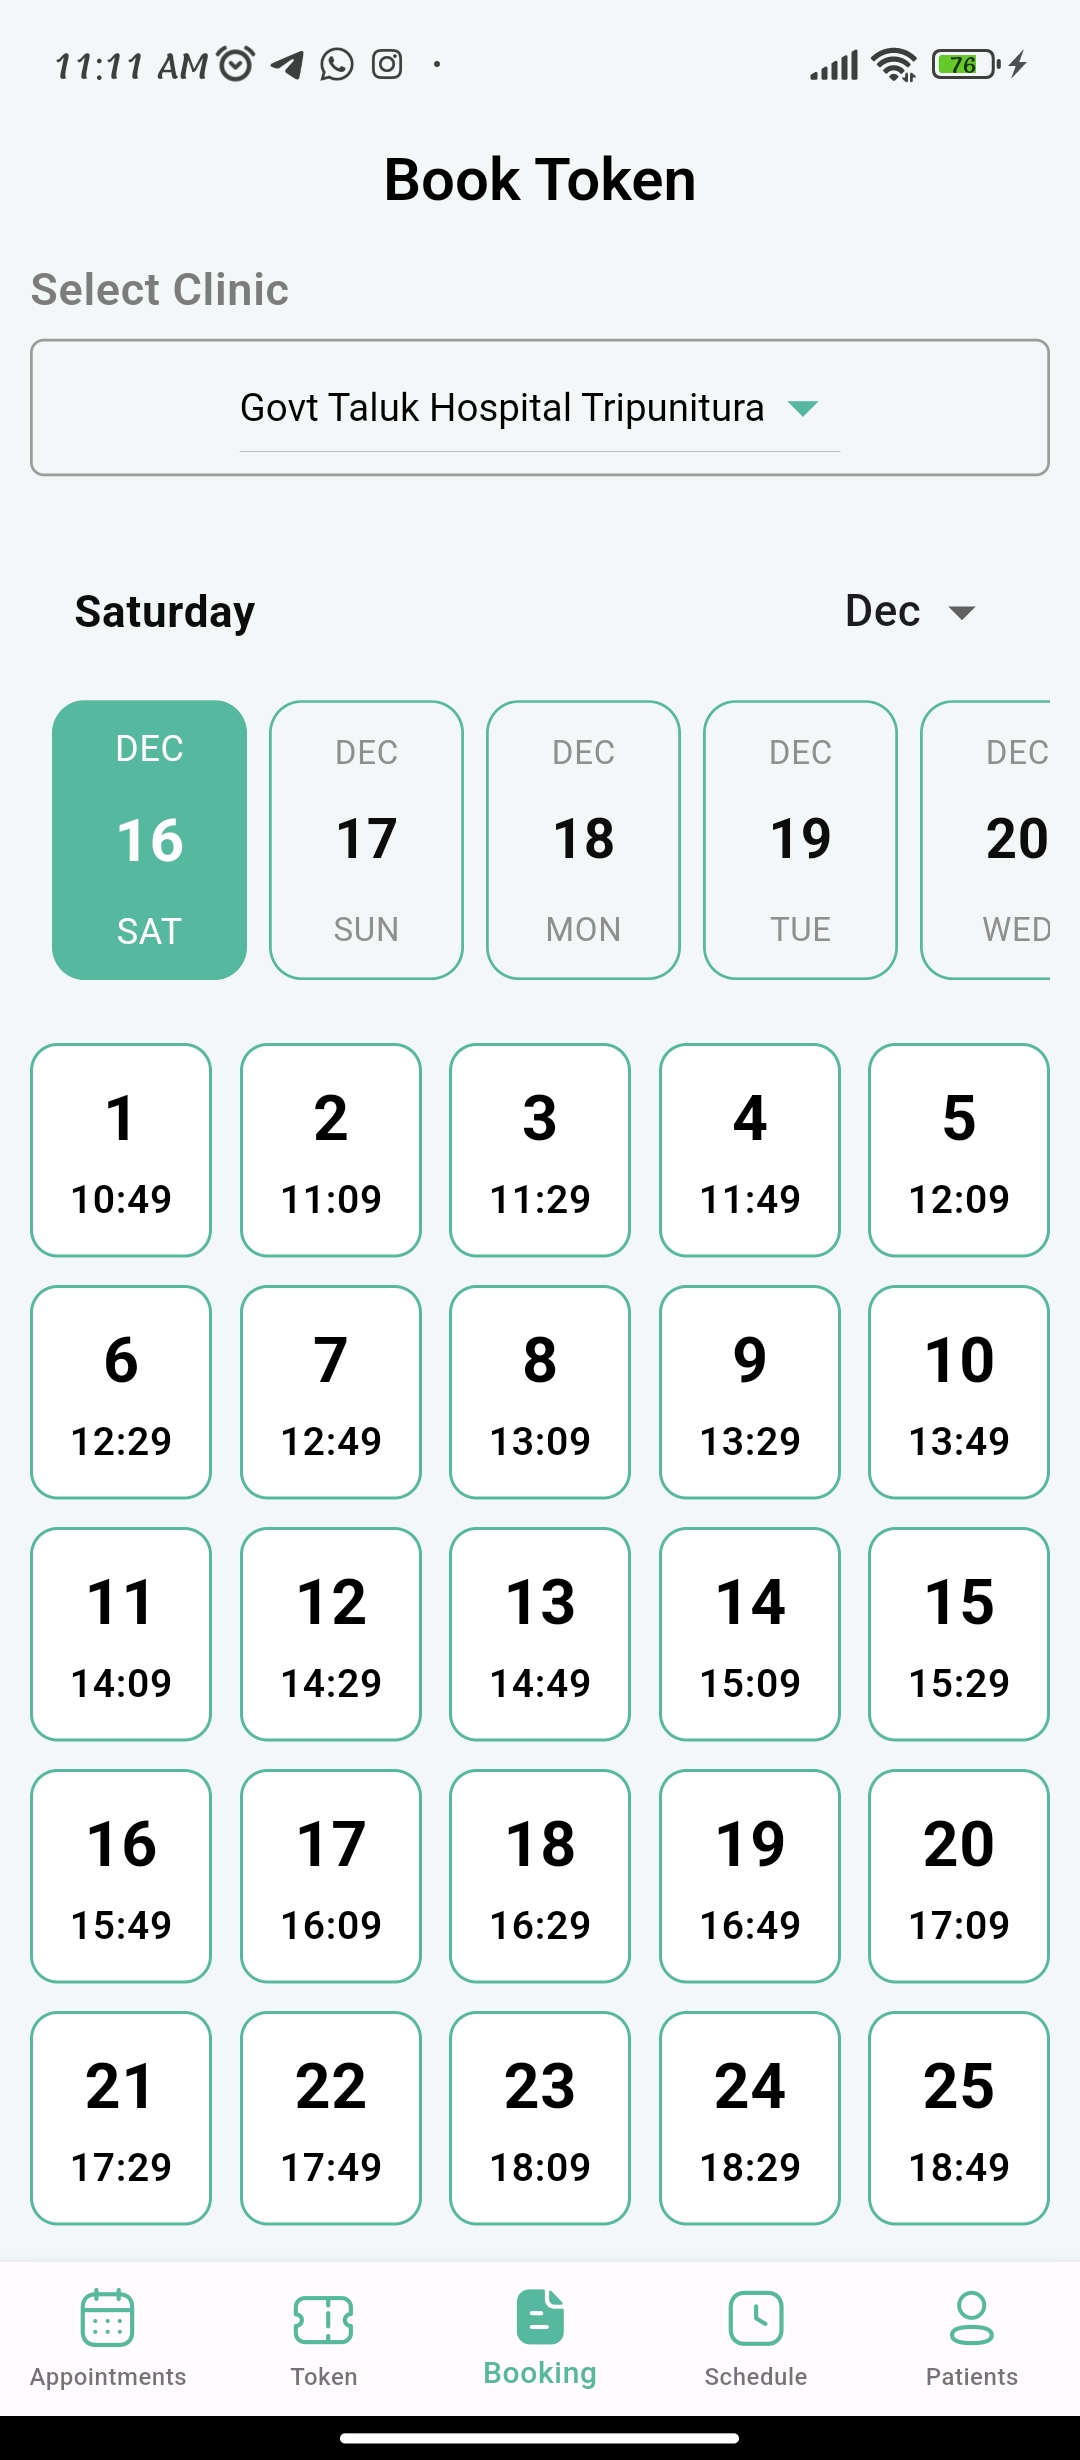 11:11 AM
76
Book Token
Select Clinic
Govt Taluk Hospital Tripunitura
Saturday
Dec
DEC DEC DEC DEC DEC
16 17 18 19 20
SAT SUN MON TUE WED
1 2 3 4 5
10:49 11:09 11:29 11:49 12:09
6 7 8 9 10
12:29 12:49 13:09 13:29 13:49
11 12 13 14 15
14:09 14:29 14:49 15:09 15:29
16 17 18 19 20
15:49 16:09 16:29 16:49 17:09
21 22 23 24 25
17:29 17:49 18:09 18:29 18:49
Appointments Token Booking Schedule Patients